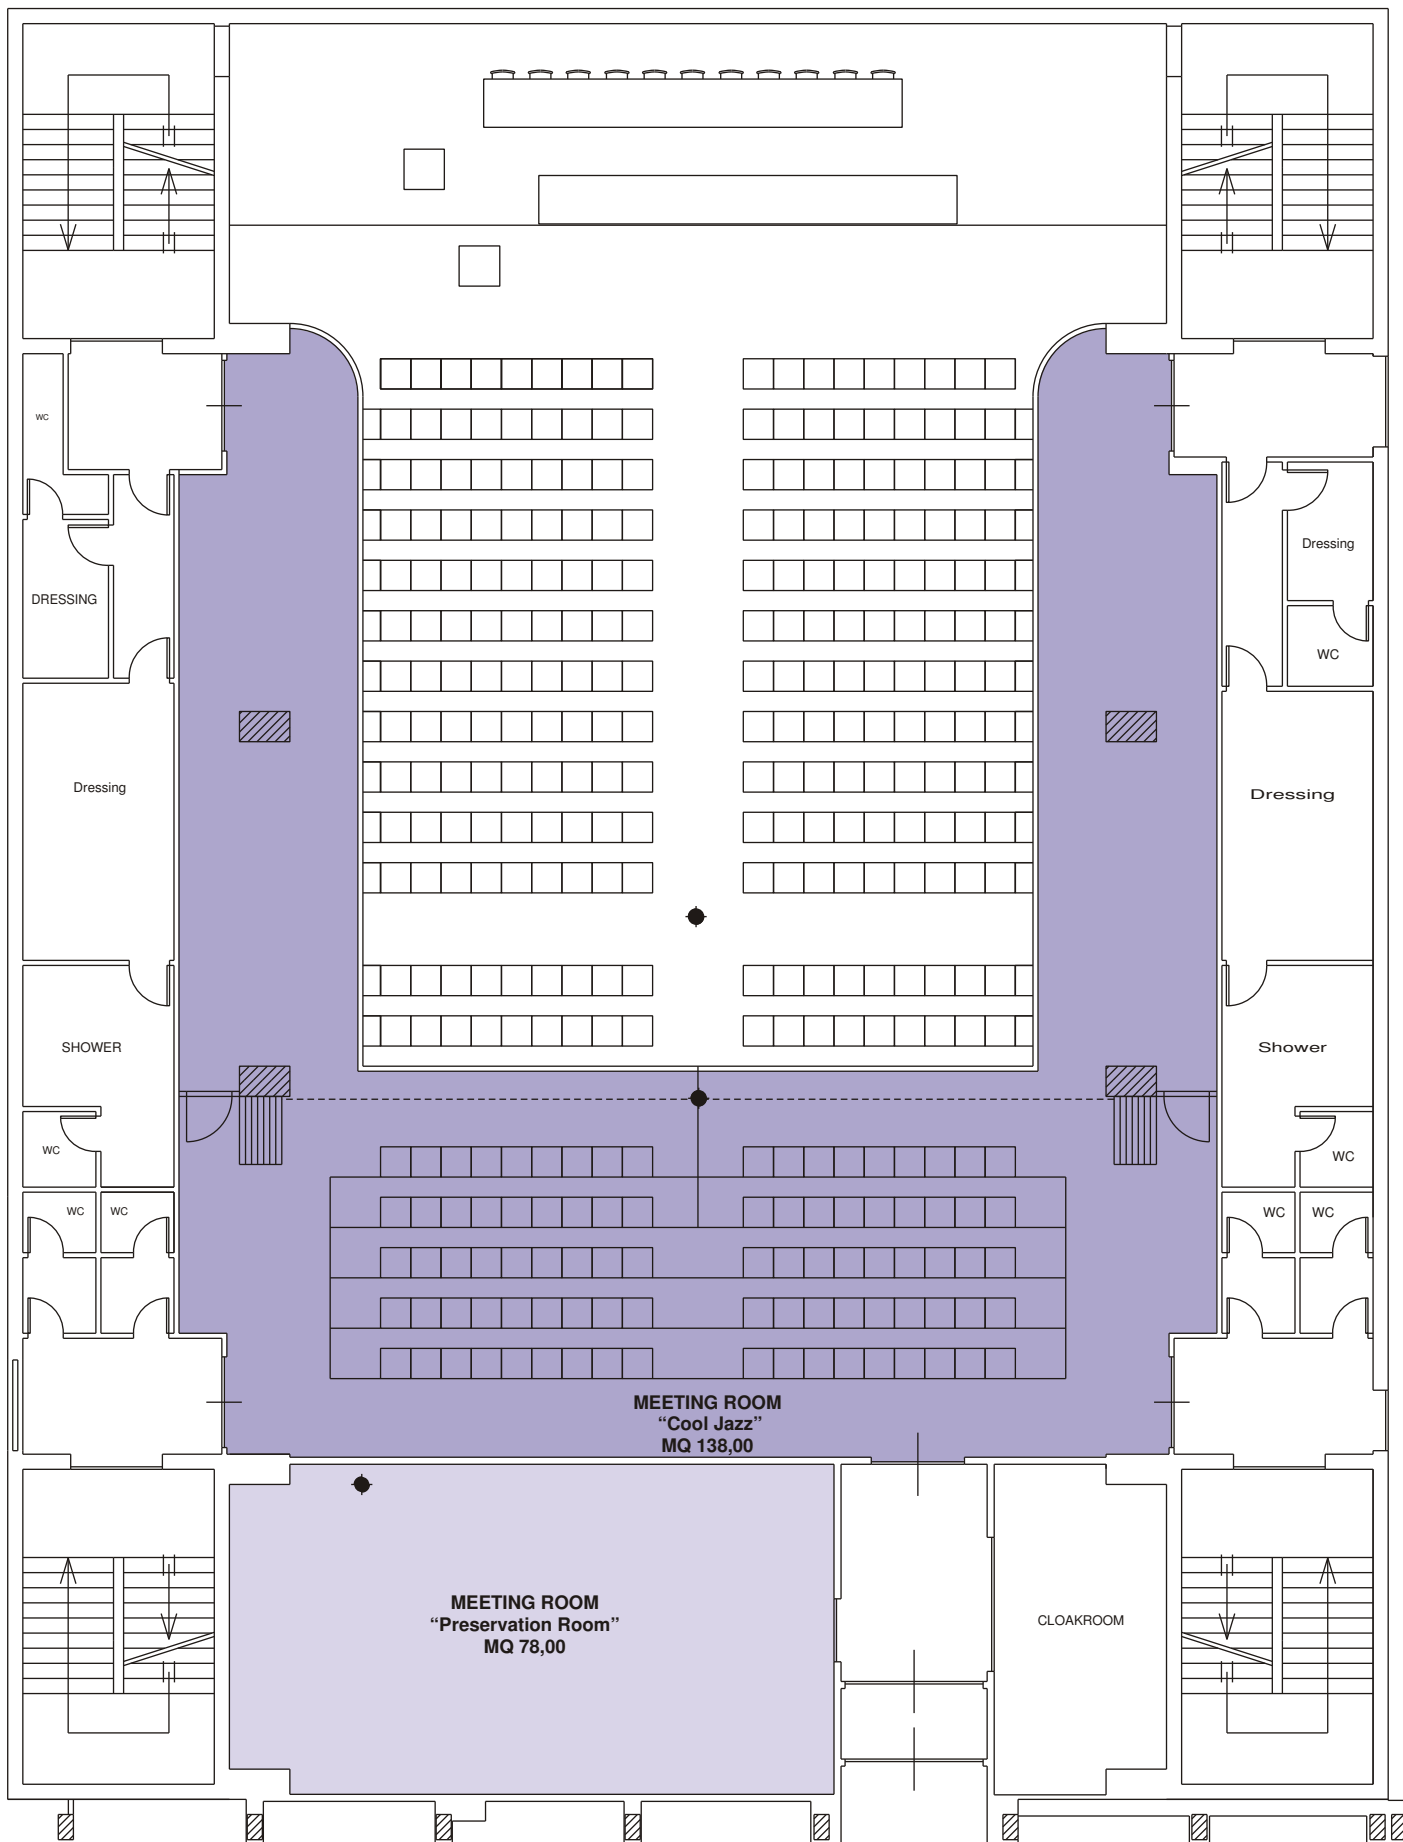 WC
Dressing
DRESSING
WC
Dressing
Dressing
SHOWER
Shower
WC
WC
WC
WC
WC
WC
MEETING ROOM
“Cool Jazz”
MQ 138,00
MEETING ROOM
“Preservation Room”
MQ 78,00
CLOAKROOM